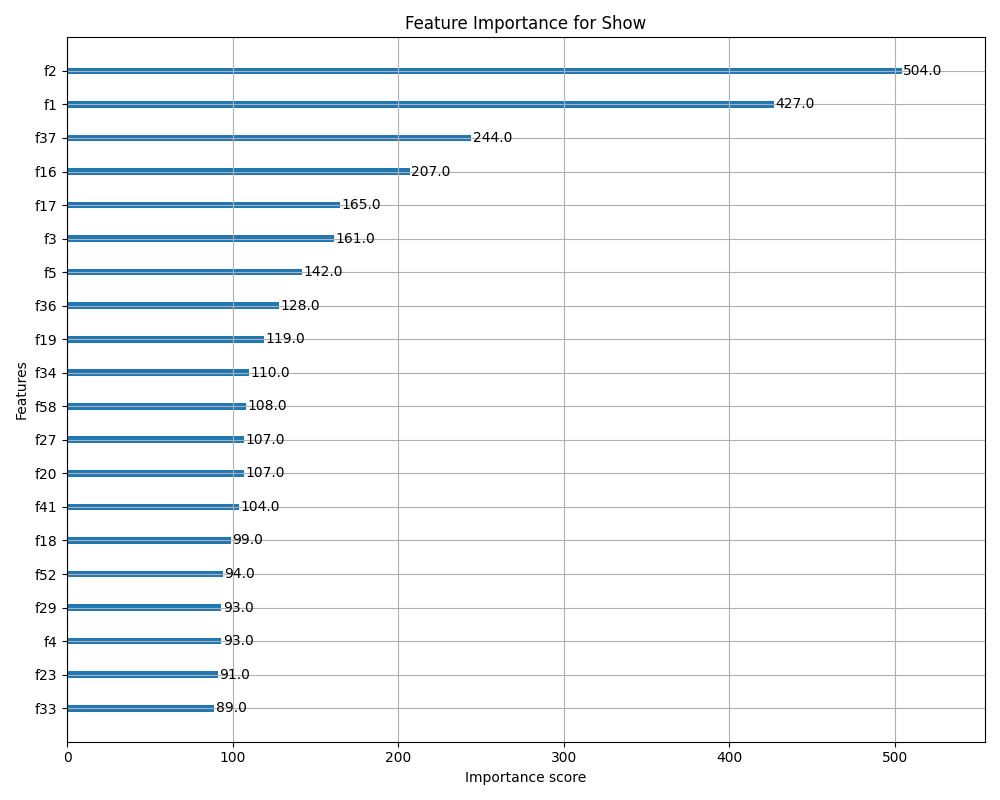 Feature Importance for Show
f2 504.0
f1 427.0
f37 244.0
f16 207.0
f17 165.0
f3 161.0
f5 142.0
f36 128.0
f19 119.0
f34 110.0
f58 108.0
f27 107.0
f20 107.0
f41 104.0
f18 99.0
f52 94.0
f29 93.0
f4 93.0
f23 91.0
f33 89.0
Features
0 100 200 300 400 500
Importance score